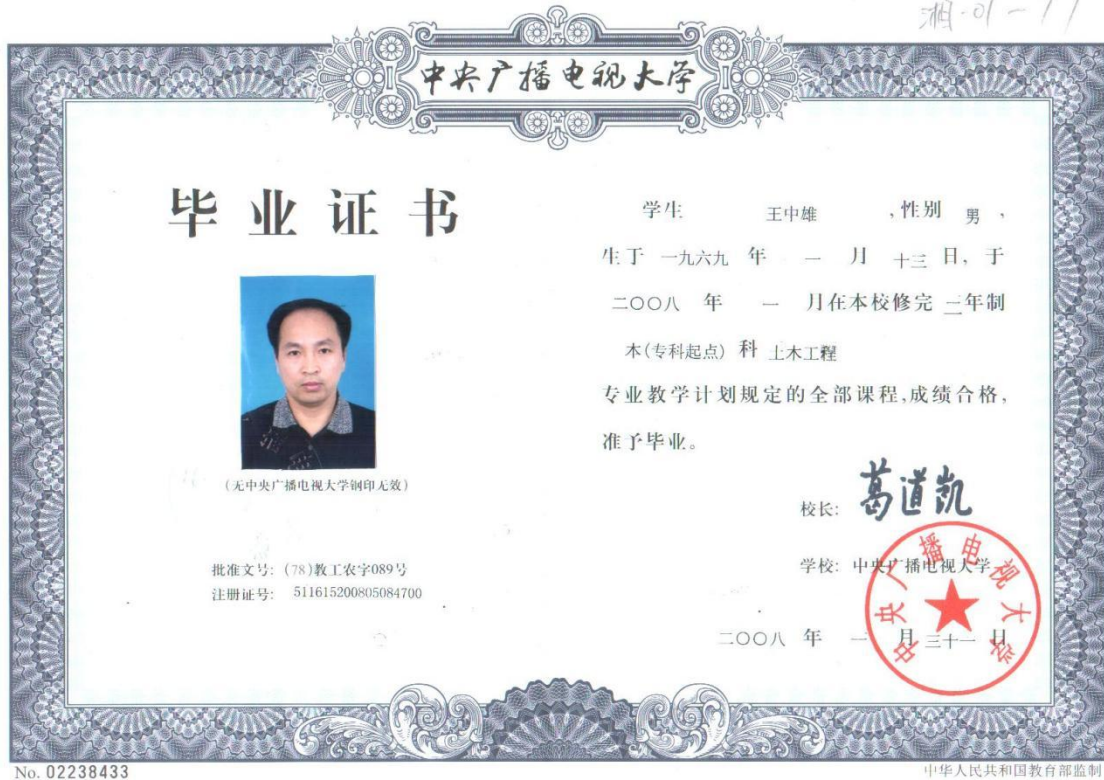 湘-01-11
中央广播电视大学
毕业证书
(无中央广播电视大学钢印无效)
批准文号: (78)教工农字089号
注册证号: 511615200805084700
学生 王中雄 ,性别 男 ,
生于 一九六九 年 一 月 十三 日, 于
二○○八 年 一 月在本校修完 二年制
本(专科起点) 科 土木工程
专业教学计划规定的全部课程,成绩合格,
准予毕业。
校长: 葛道凯
学校: 中央广播电视大学
中央广播电视大学
二○○八 年 一 月 三十一 日
No. 02238433
中华人民共和国教育部监制